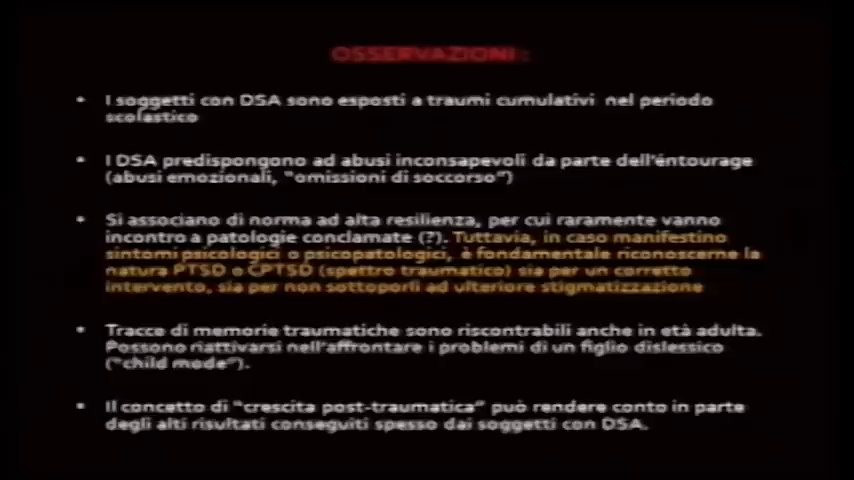 OSSERVAZIONI :
• I soggetti con DSA sono esposti a traumi cumulativi nel periodo
scolastico
• I DSA predispongono ad abusi inconsapevoli da parte dell'entourage
(abusi emozionali, "omissioni di soccorso")
• Si associano di norma ad alta resilienza, per cui raramente vanno
incontro a patologie conclamate (?). Tuttavia, in caso manifestino
sintomi psicologici o psicopatologici, è fondamentale riconoscerne la
natura PTSD o CPTSD (spettro traumatico) sia per un corretto
intervento, sia per non sottoporli ad ulteriore stigmatizzazione
• Tracce di memorie traumatiche sono riscontrabili anche in età adulta.
Possono riattivarsi nell'affrontare i problemi di un figlio dislessico
("child mode").
• Il concetto di "crescita post-traumatica" può rendere conto in parte
degli alti risultati conseguiti spesso dai soggetti con DSA.